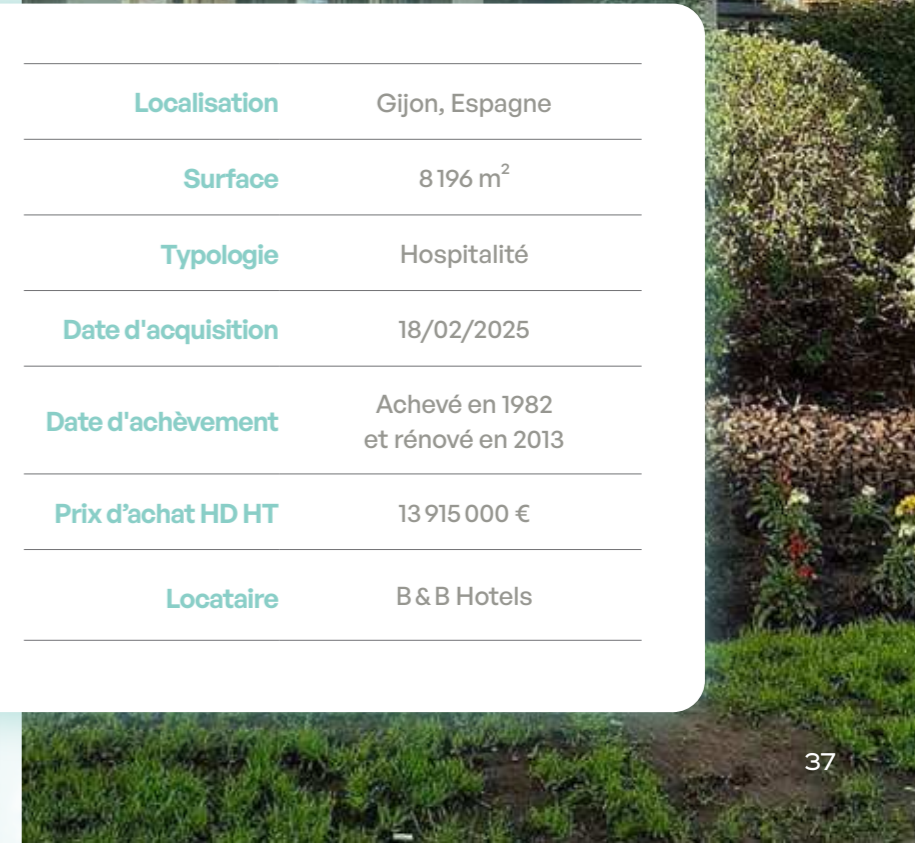 Localisation Gijon, Espagne
Surface 8 196 m²
Typologie Hospitalité
Date d'acquisition 18/02/2025
Date d'achèvement Achevé en 1982
et rénové en 2013
Prix d’achat HD HT 13 915 000 €
Locataire B & B Hotels
37